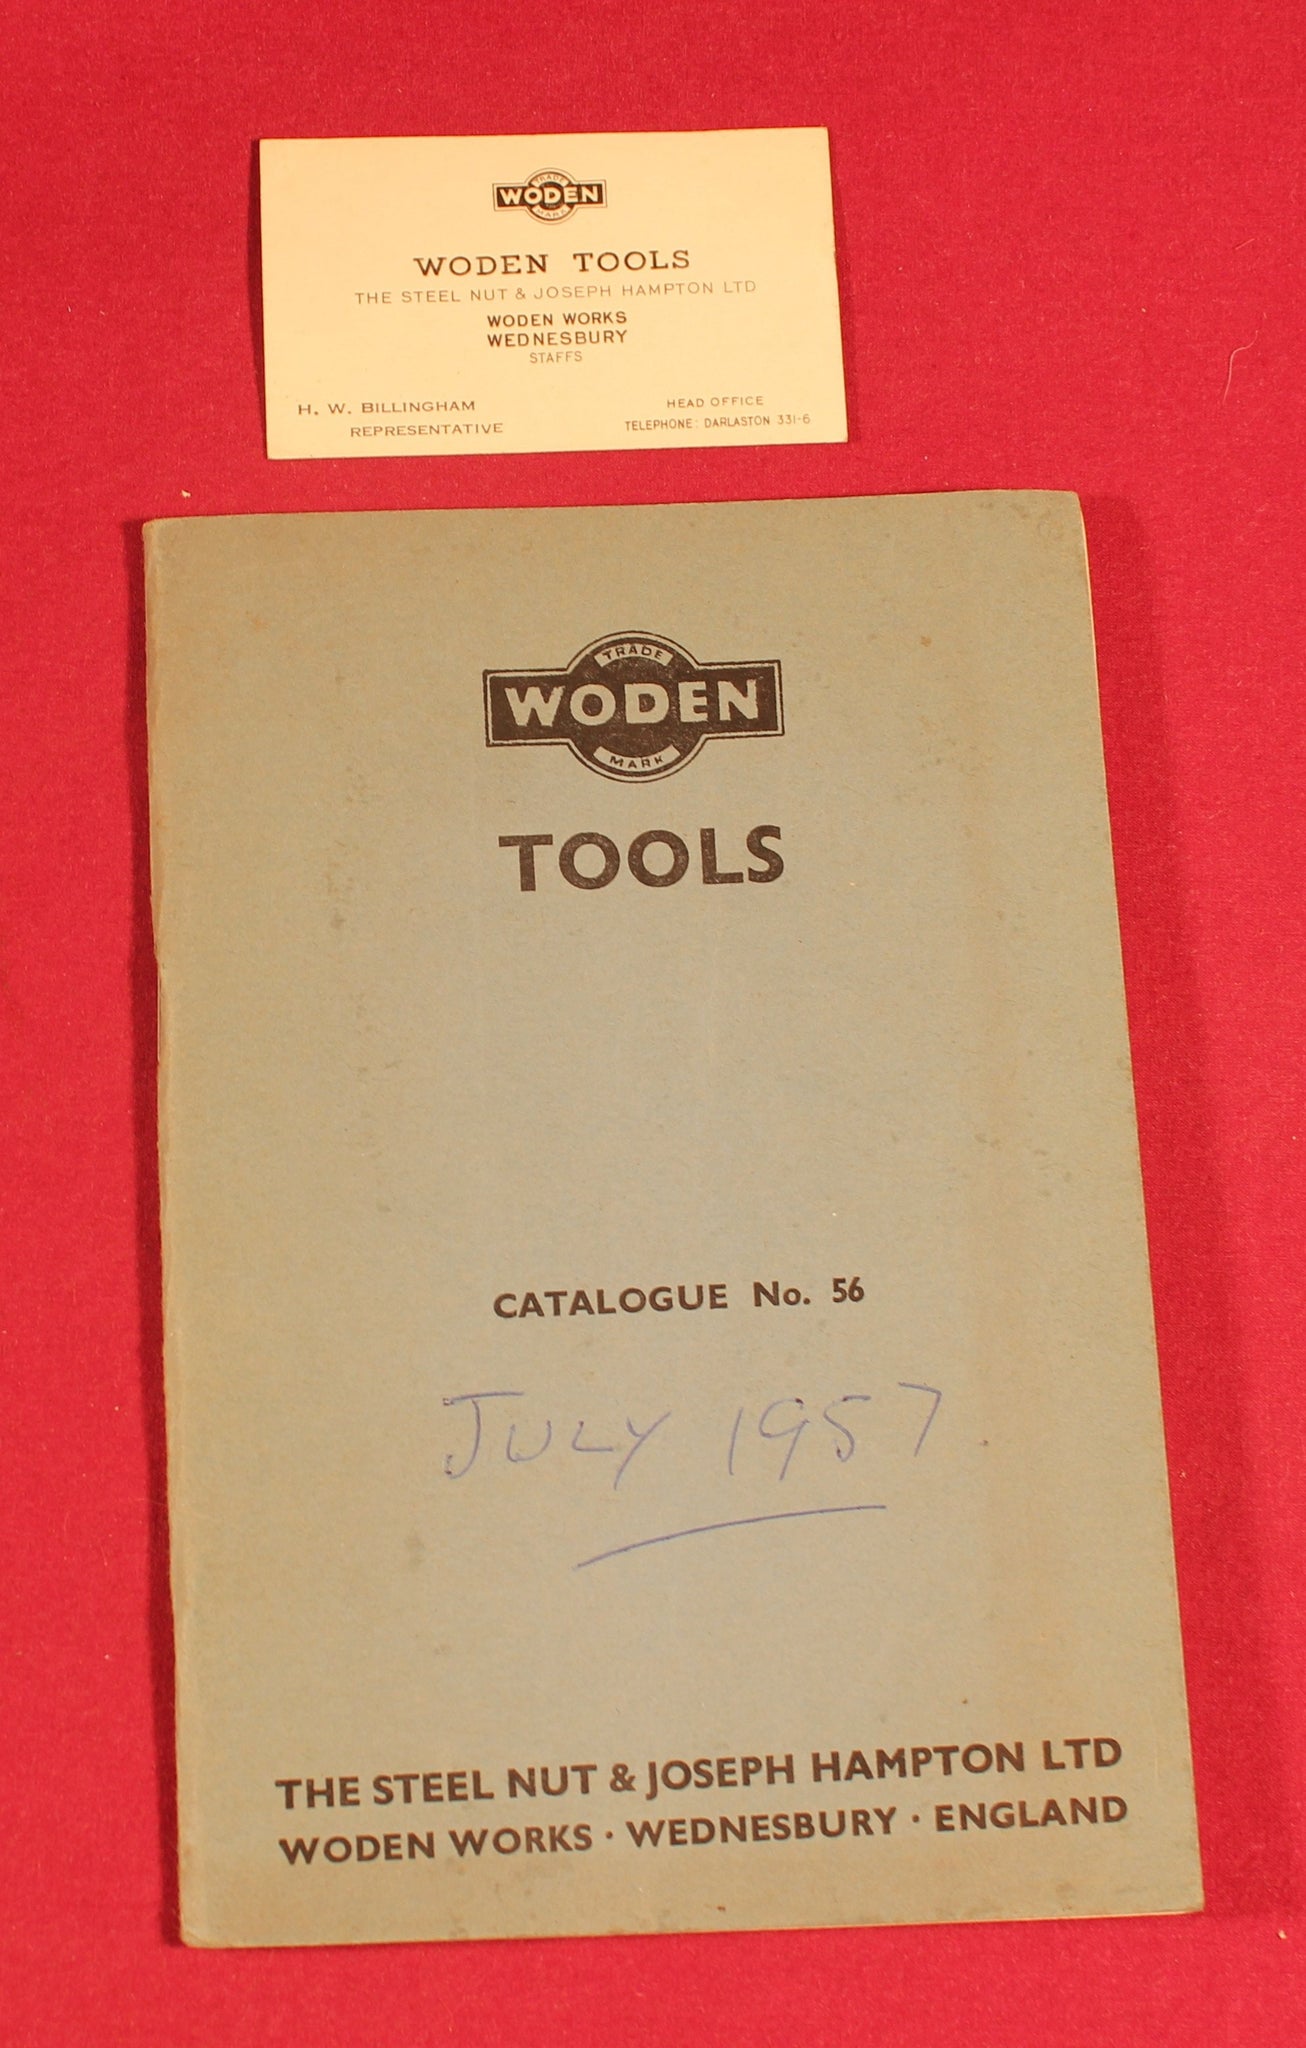 TRADE
WODEN
MARK
WODEN TOOLS
THE STEEL NUT & JOSEPH HAMPTON LTD
WODEN WORKS
WEDNESBURY
STAFFS
H. W. BILLINGHAM
REPRESENTATIVE
HEAD OFFICE
TELEPHONE: DARLASTON 331-6
TRADE
WODEN
MARK
TOOLS
CATALOGUE No. 56
JULY 1957
THE STEEL NUT & JOSEPH HAMPTON LTD
WODEN WORKS · WEDNESBURY · ENGLAND